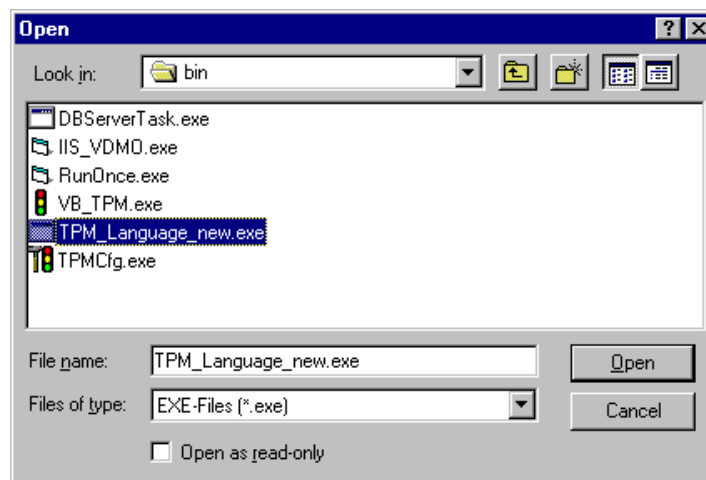 Open
Look in: bin
DBServerTask.exe
IIS_VDMO.exe
RunOnce.exe
VB_TPM.exe
TPM_Language_new.exe
TPMCfg.exe
File name: TPM_Language_new.exe Open
Files of type: EXE-Files (*.exe) Cancel
Open as read-only